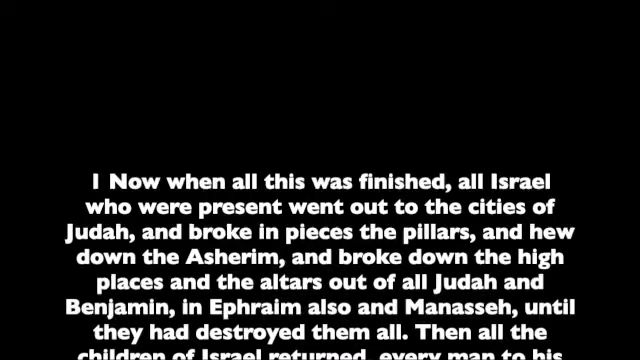 1 Now when all this was finished, all Israel
who were present went out to the cities of
Judah, and broke in pieces the pillars, and hew
down the Asherim, and broke down the high
places and the altars out of all Judah and
Benjamin, in Ephraim also and Manasseh, until
they had destroyed them all. Then all the
children of Israel returned, every man to his